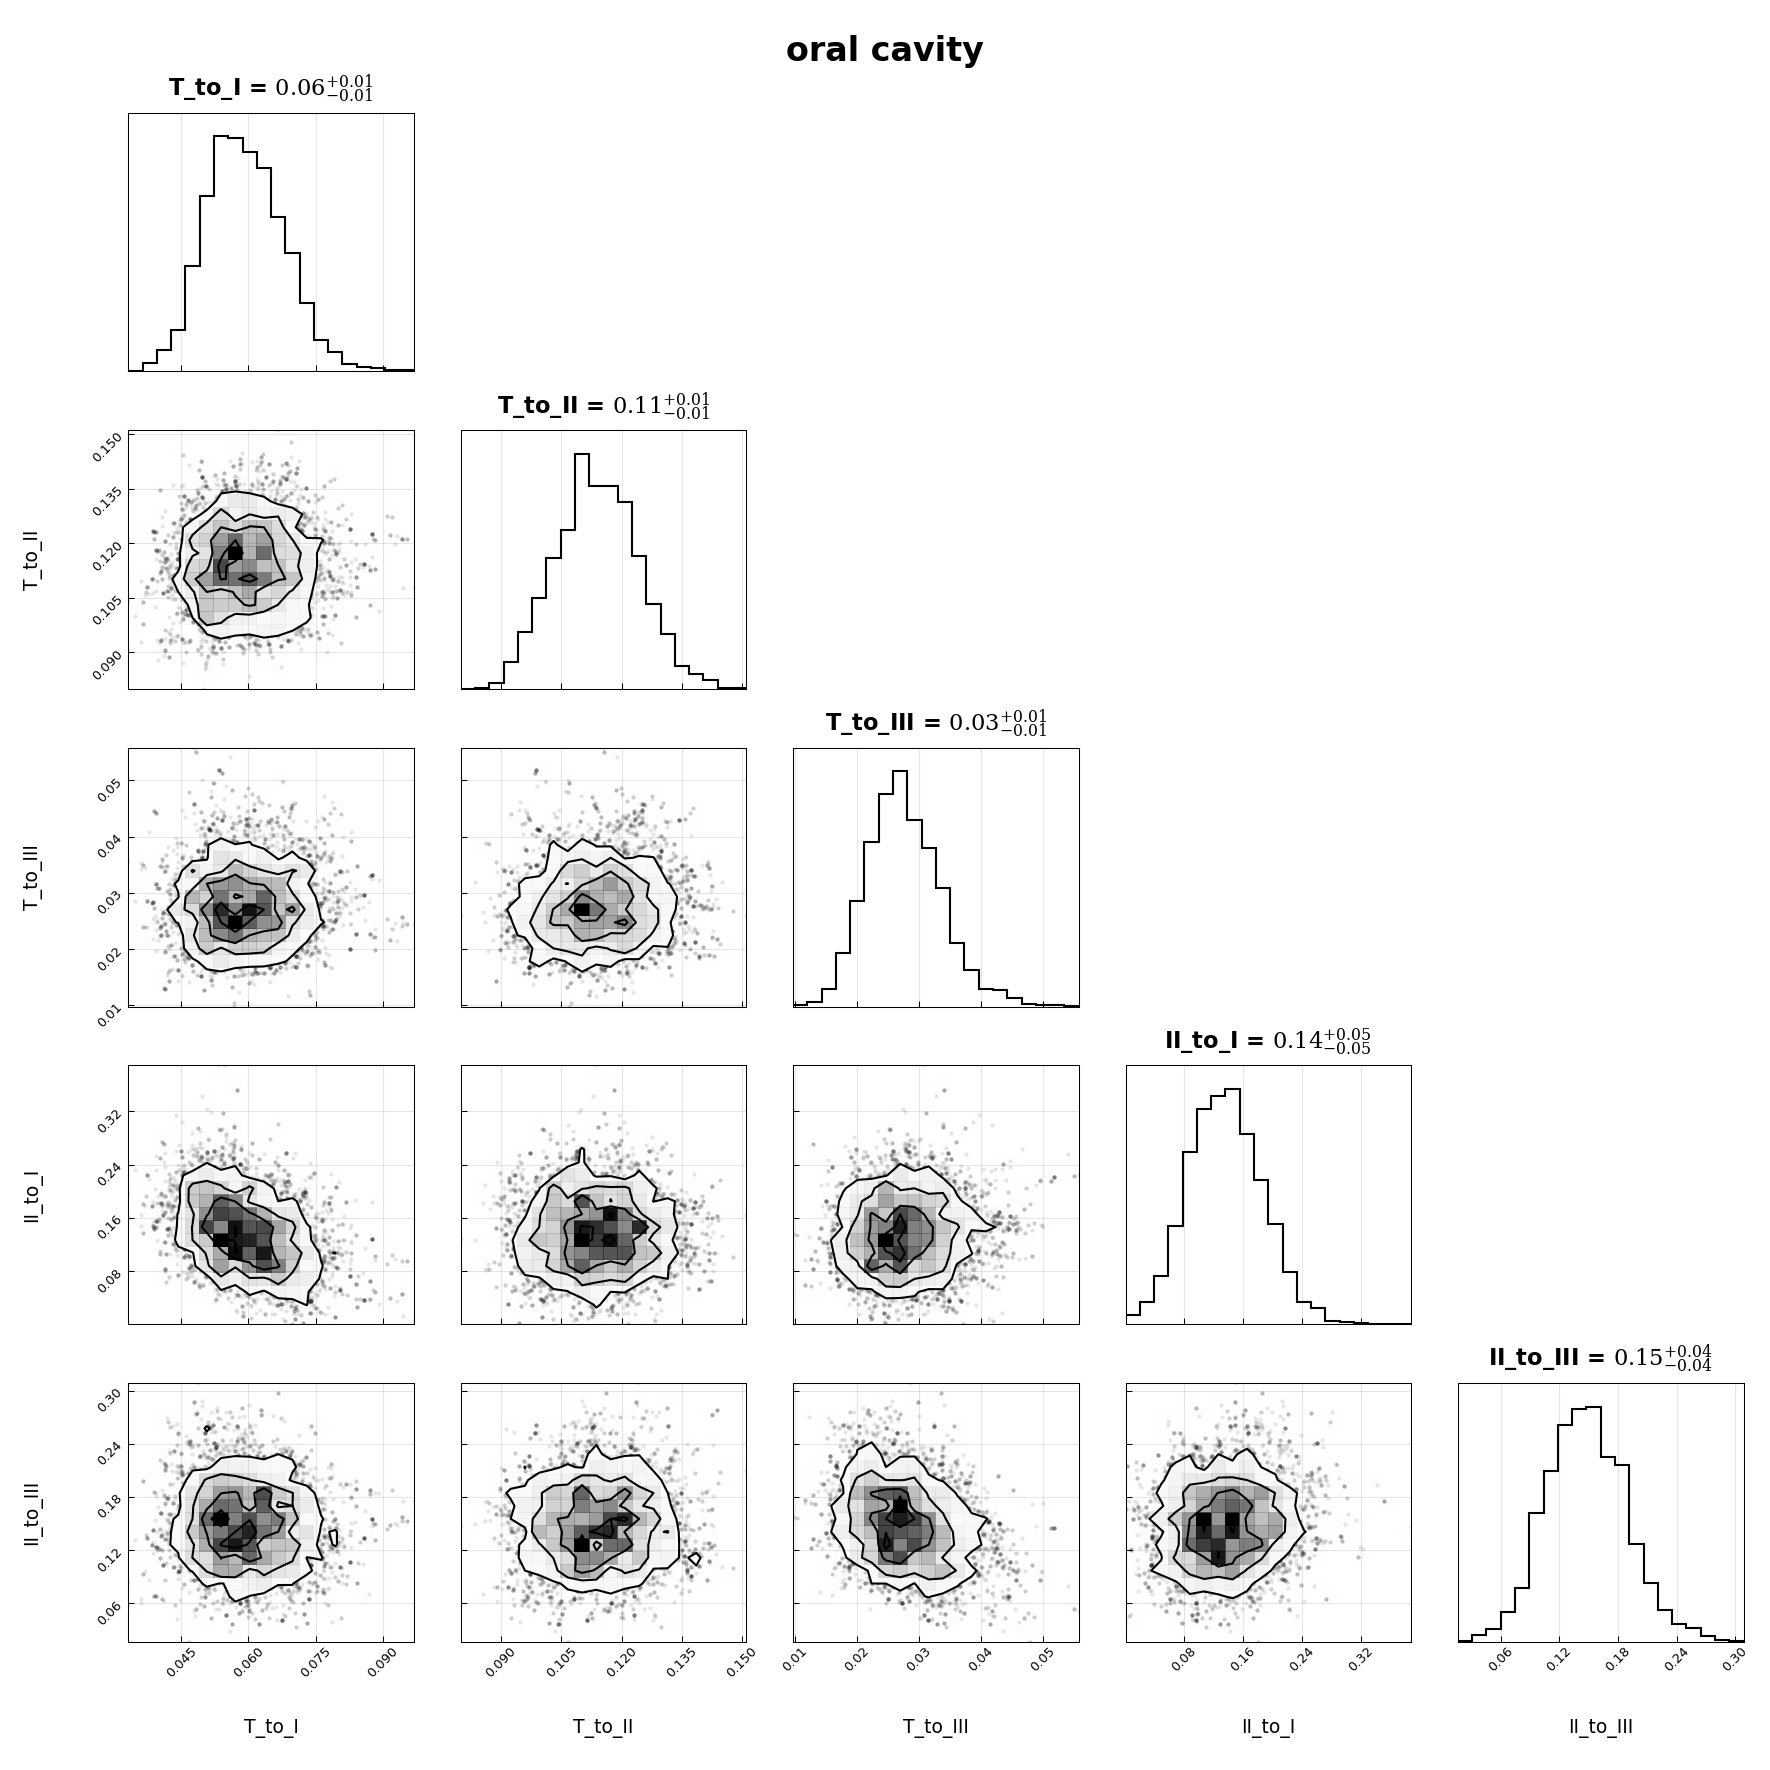 oral cavity
T_to_I = 0.06 +0.01 −0.01
T_to_II = 0.11 +0.01 −0.01
0.150
0.135
0.120
0.105
0.090
T_to_II
T_to_III = 0.03 +0.01 −0.01
0.05
0.04
0.03
0.02
0.01
T_to_III
II_to_I = 0.14 +0.05 −0.05
0.32
0.24
0.16
0.08
II_to_I
II_to_III = 0.15 +0.04 −0.04
0.30
0.24
0.18
0.12
0.06
II_to_III
0.045 0.060 0.075 0.090
0.090 0.105 0.120 0.135 0.150
0.01 0.02 0.03 0.04 0.05
0.08 0.16 0.24 0.32
0.06 0.12 0.18 0.24 0.30
T_to_I T_to_II T_to_III II_to_I II_to_III